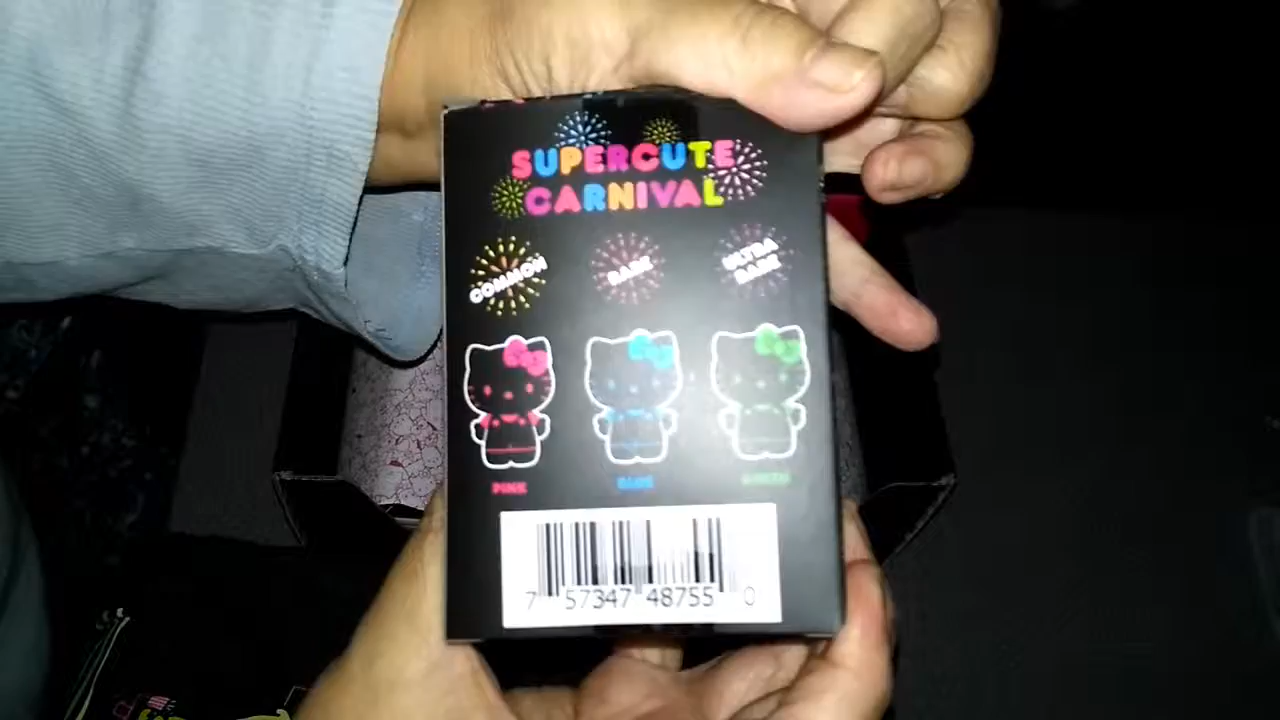 SUPERCUTE
CARNIVAL
COMMON
RARE
ULTRA
RARE
PINK
BLUE
GREEN
7 57347 48755 0